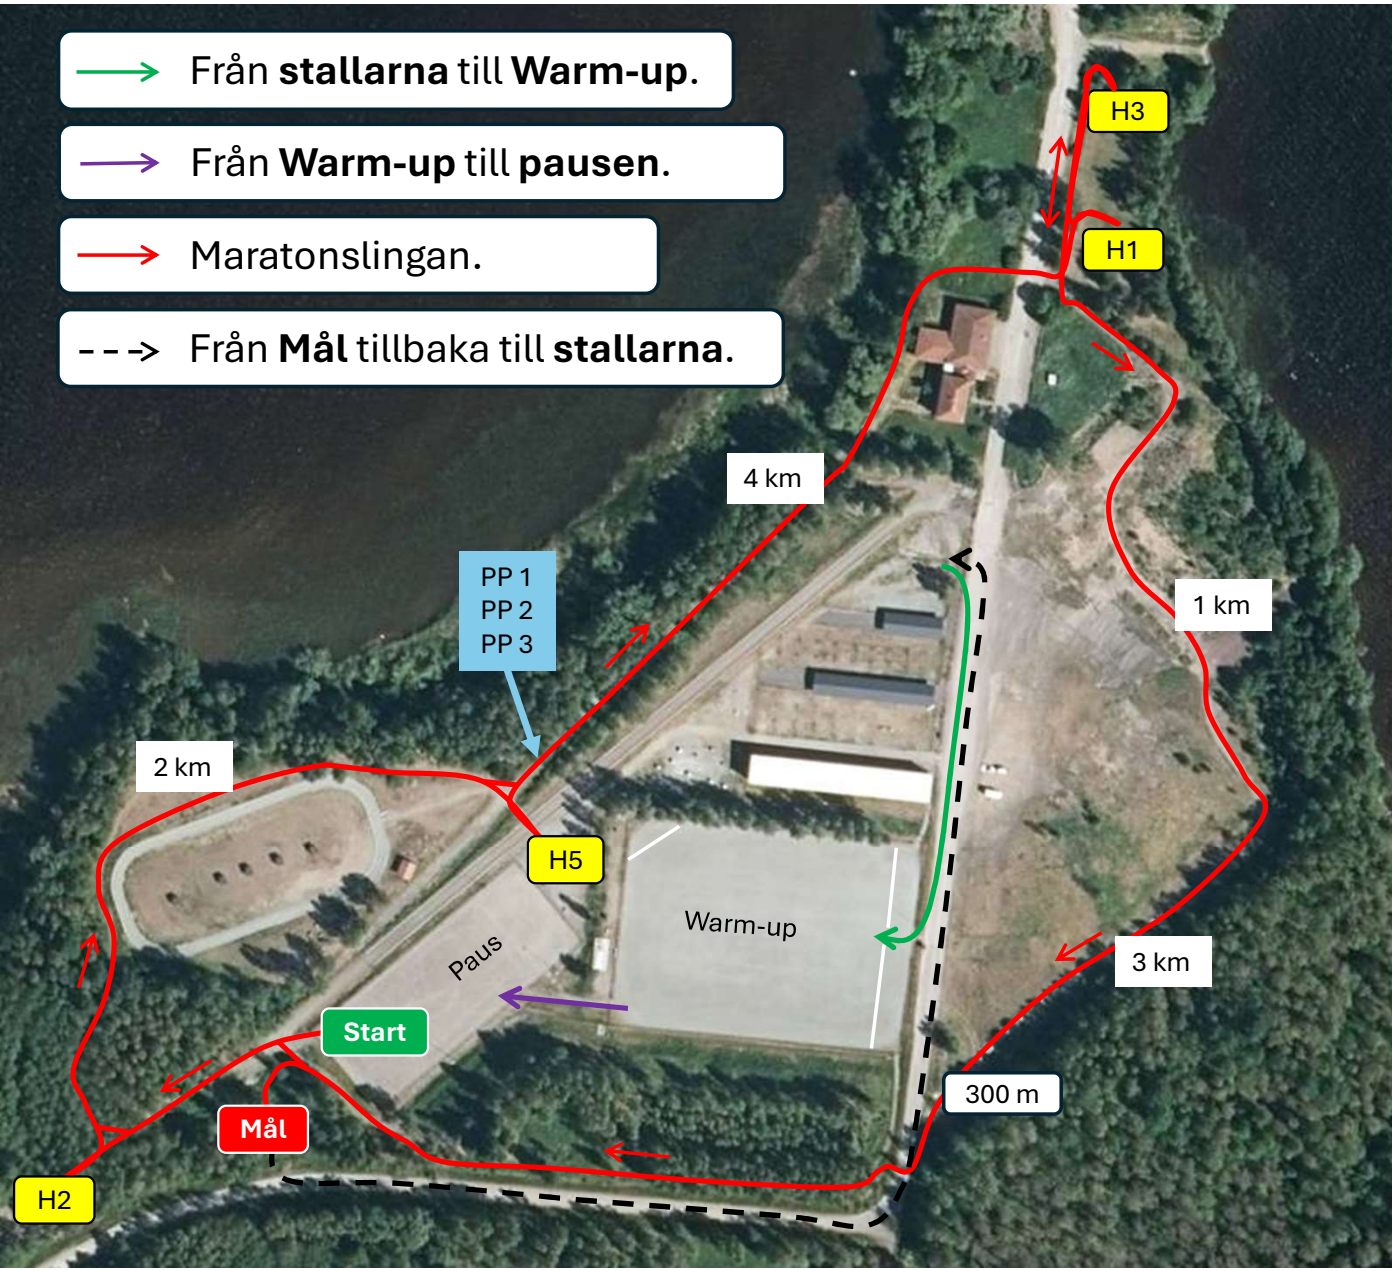 Från stallarna till Warm-up.
Från Warm-up till pausen.
Maratonslingan.
Från Mål tillbaka till stallarna.
H3
H1
4 km
PP 1
PP 2
PP 3
1 km
2 km
H5
Warm-up
Paus
3 km
Start
300 m
Mål
H2